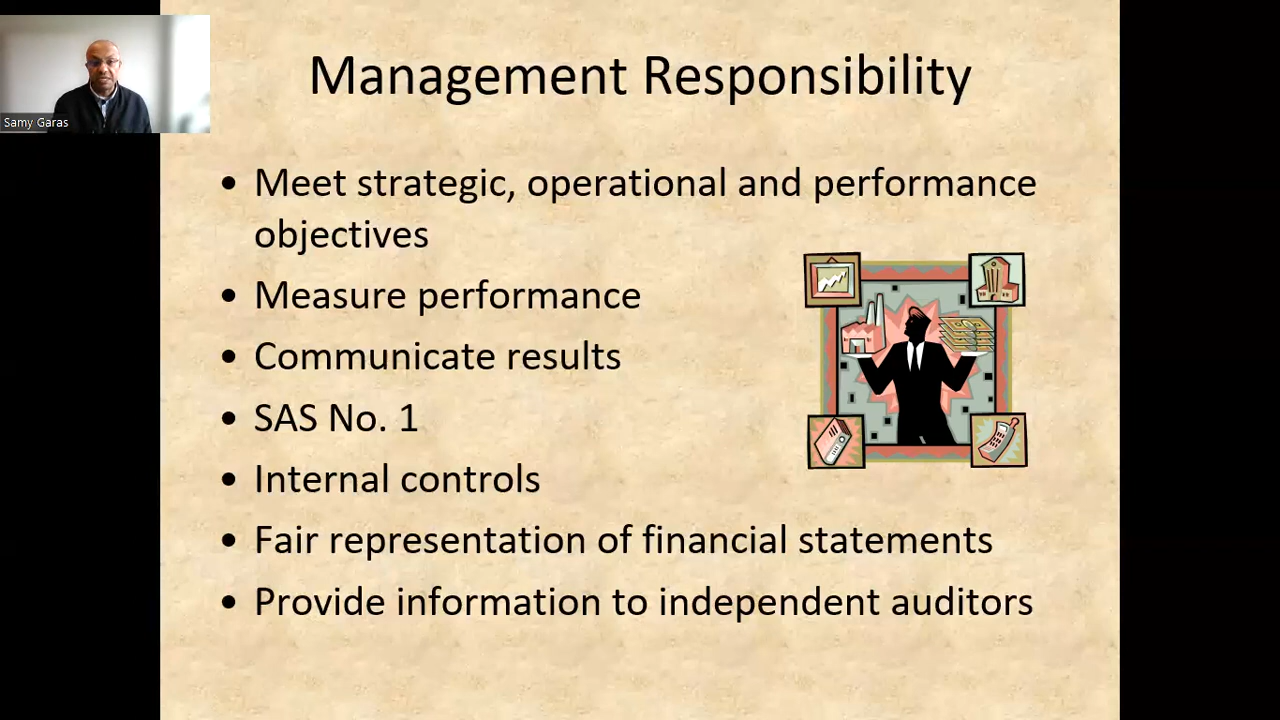 Management Responsibility
Samy Garas
• Meet strategic, operational and performance
objectives
• Measure performance
• Communicate results
• SAS No. 1
• Internal controls
• Fair representation of financial statements
• Provide information to independent auditors